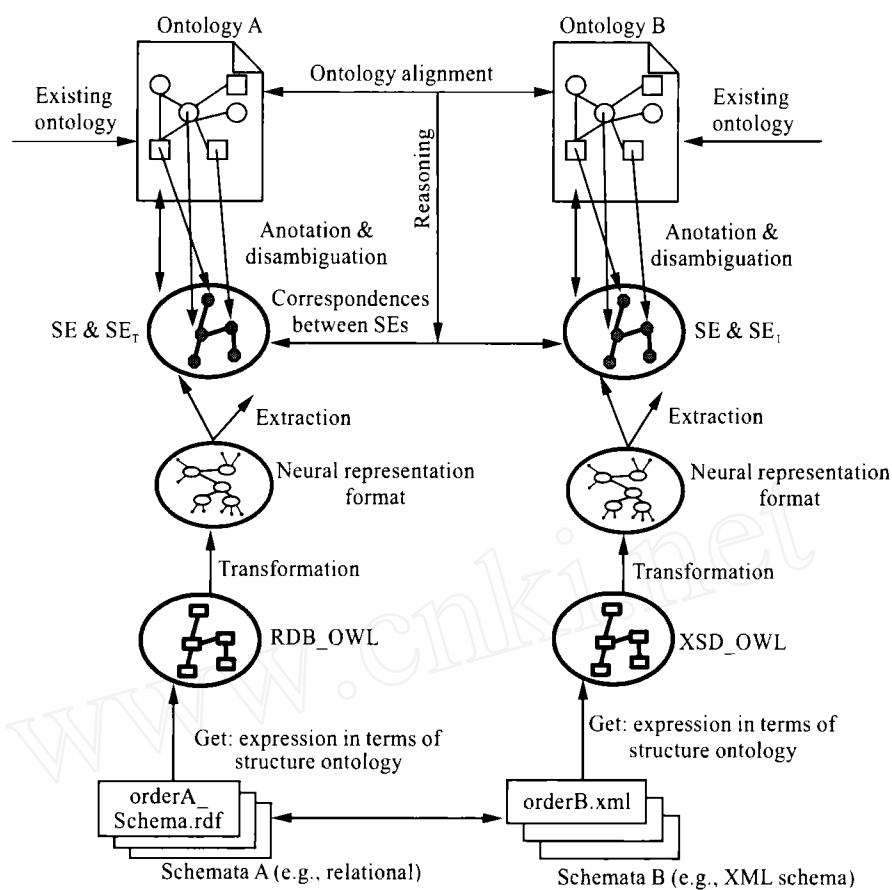 Ontology A
Ontology B
Ontology alignment
Existing
ontology
Existing
ontology
Reasoning
Anotation &
disambiguation
Anotation &
disambiguation
SE & SE_T
Correspondences
between SEs
SE & SE_I
Extraction
Extraction
Neural representation
format
Neural representation
format
Transformation
Transformation
RDB_OWL
XSD_OWL
Get: expression in terms of
structure ontology
Get: expression in terms of
structure ontology
orderA_
Schema.rdf
orderB.xml
Schemata A (e.g., relational)
Schemata B (e.g., XML schema)
www.cnki.net